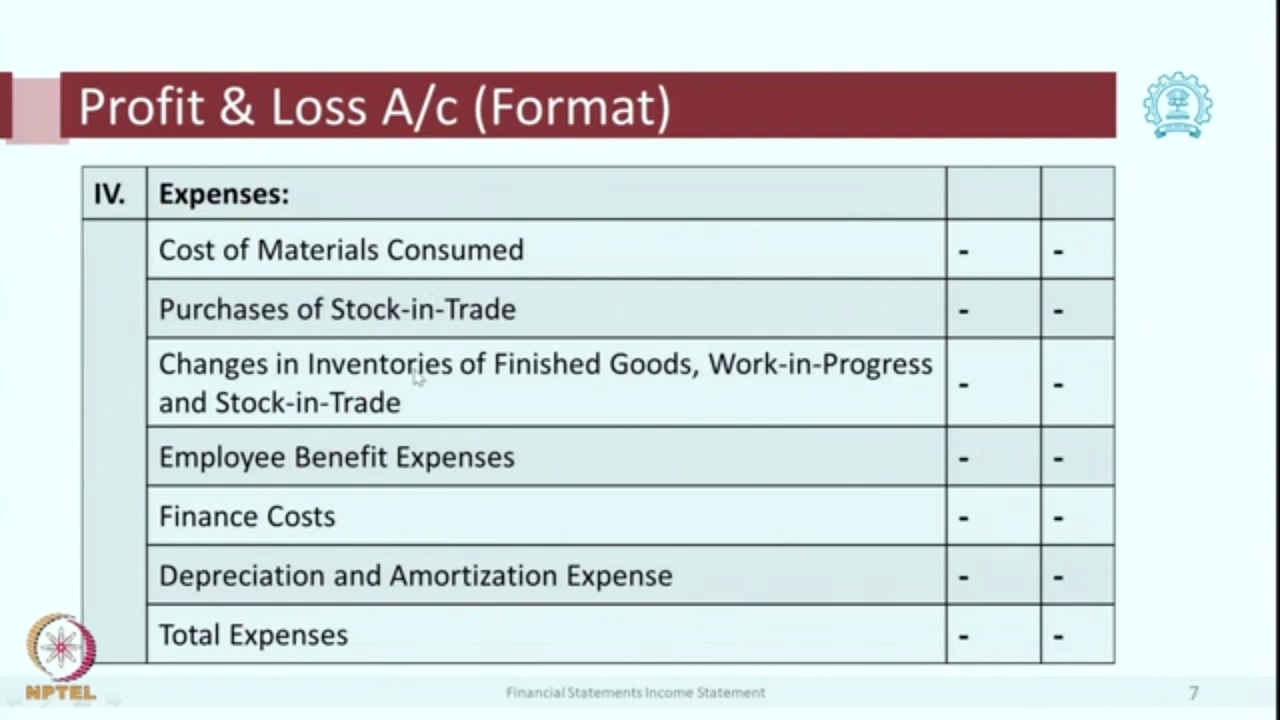 Profit & Loss A/c (Format)
IV. Expenses:
Cost of Materials Consumed - -
Purchases of Stock-in-Trade - -
Changes in Inventories of Finished Goods, Work-in-Progress
and Stock-in-Trade - -
Employee Benefit Expenses - -
Finance Costs - -
Depreciation and Amortization Expense - -
Total Expenses - -
NPTEL
Financial Statements Income Statement
7